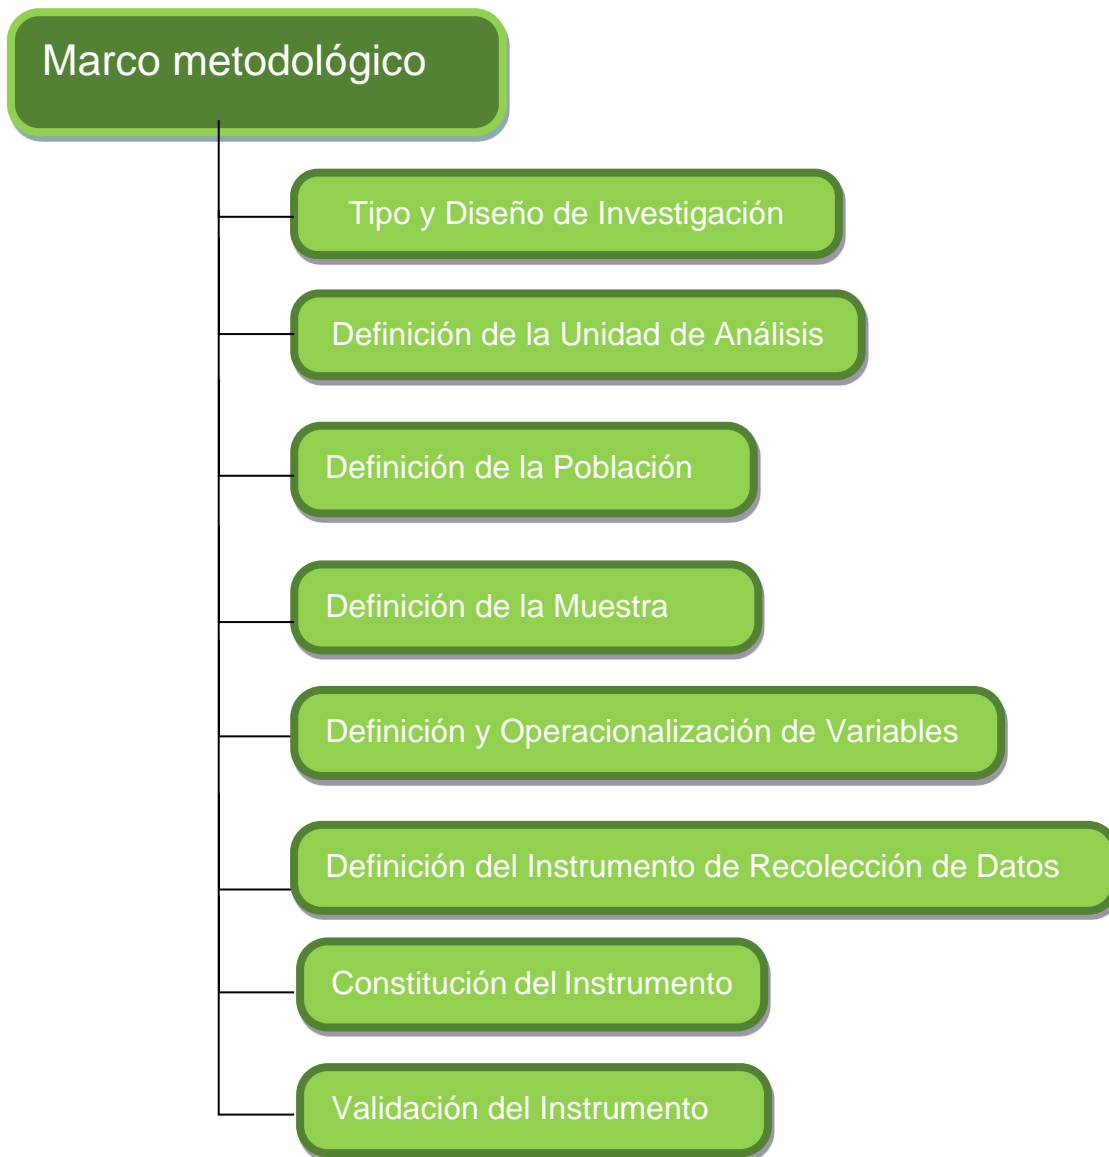 Marco metodológico
Tipo y Diseño de Investigación
Definición de la Unidad de Análisis
Definición de la Población
Definición de la Muestra
Definición y Operacionalización de Variables
Definición del Instrumento de Recolección de Datos
Constitución del Instrumento
Validación del Instrumento